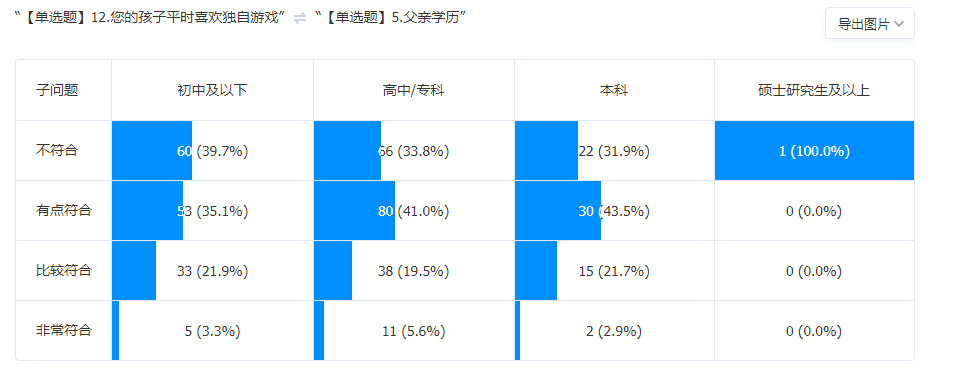 “【单选题】12.您的孩子平时喜欢独自游戏” ⇌ “【单选题】5.父亲学历”
导出图片
子问题 初中及以下 高中/专科 本科 硕士研究生及以上
不符合 60 (39.7%) 66 (33.8%) 22 (31.9%) 1 (100.0%)
有点符合 53 (35.1%) 80 (41.0%) 30 (43.5%) 0 (0.0%)
比较符合 33 (21.9%) 38 (19.5%) 15 (21.7%) 0 (0.0%)
非常符合 5 (3.3%) 11 (5.6%) 2 (2.9%) 0 (0.0%)